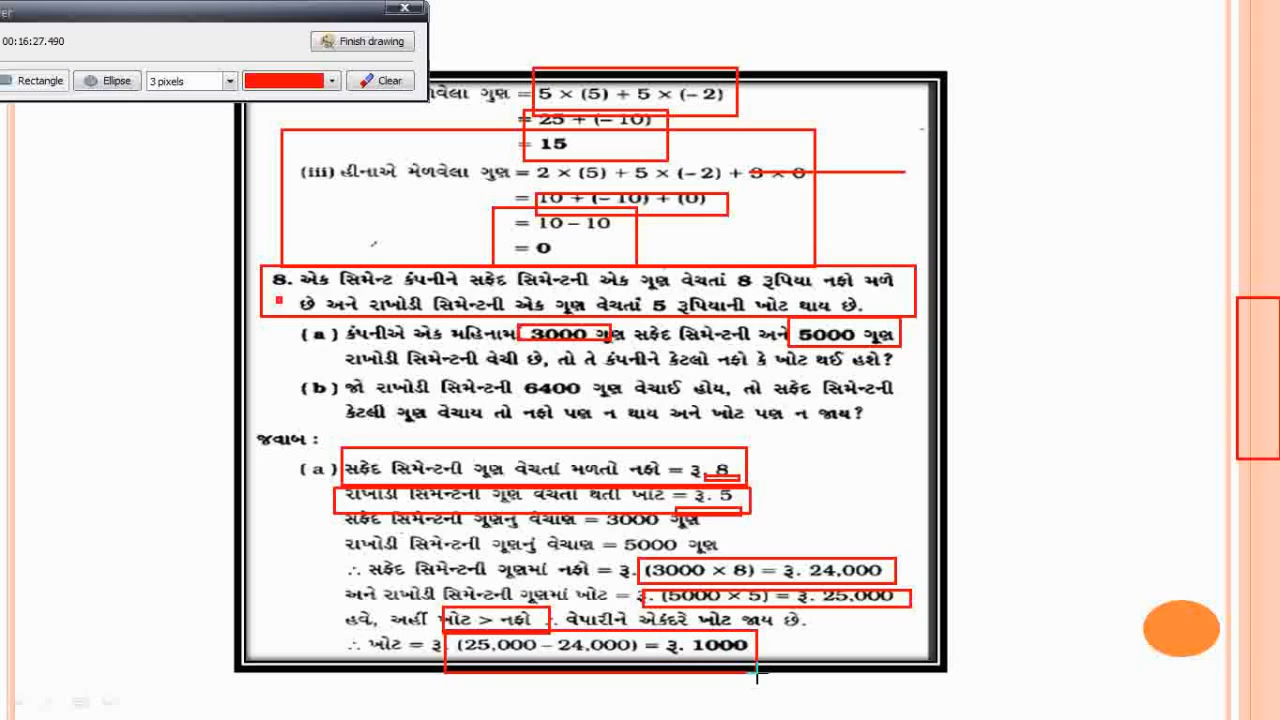 00:16:27.490
Finish drawing
Rectangle Ellipse 3 pixels Clear
ગુણ = 5 × (5) + 5 × (– 2)
= 25 + (– 10)
= 15
(iii) હીનાએ મેળવેલા ગુણ = 2 × (5) + 5 × (– 2) + 3 × 0
= 10 + (– 10) + (0)
= 10 – 10
= 0
8. એક સિમેન્ટ કંપનીને સફેદ સિમેન્ટની એક ગૂણ વેચતાં 8 રૂપિયા નફો મળે
છે અને રાખોડી સિમેન્ટની એક ગૂણ વેચતાં 5 રૂપિયાની ખોટ થાય છે.
(a) કંપનીએ એક મહિનામાં 3000 ગૂણ સફેદ સિમેન્ટની અને 5000 ગૂણ
રાખોડી સિમેન્ટની વેચી છે, તો તે કંપનીને કેટલો નફો કે ખોટ થઈ હશે?
(b) જો રાખોડી સિમેન્ટની 6400 ગૂણ વેચાઈ હોય, તો સફેદ સિમેન્ટની
કેટલી ગૂણ વેચાય તો નફો પણ ન થાય અને ખોટ પણ ન જાય?
જવાબ :
(a) સફેદ સિમેન્ટની ગૂણ વેચતાં મળતો નફો = રૂ. 8
રાખોડી સિમેન્ટની ગૂણ વેચતાં થતી ખોટ = રૂ. 5
સફેદ સિમેન્ટની ગૂણનું વેચાણ = 3000 ગૂણ
રાખોડી સિમેન્ટની ગૂણનું વેચાણ = 5000 ગૂણ
∴ સફેદ સિમેન્ટની ગૂણમાં નફો = રૂ. (3000 × 8) = રૂ. 24,000
અને રાખોડી સિમેન્ટની ગૂણમાં ખોટ = રૂ. (5000 × 5) = રૂ. 25,000
હવે, અહીં ખોટ > નફો ∴ વેપારીને એકંદરે ખોટ જાય છે.
∴ ખોટ = રૂ. (25,000 – 24,000) = રૂ. 1000